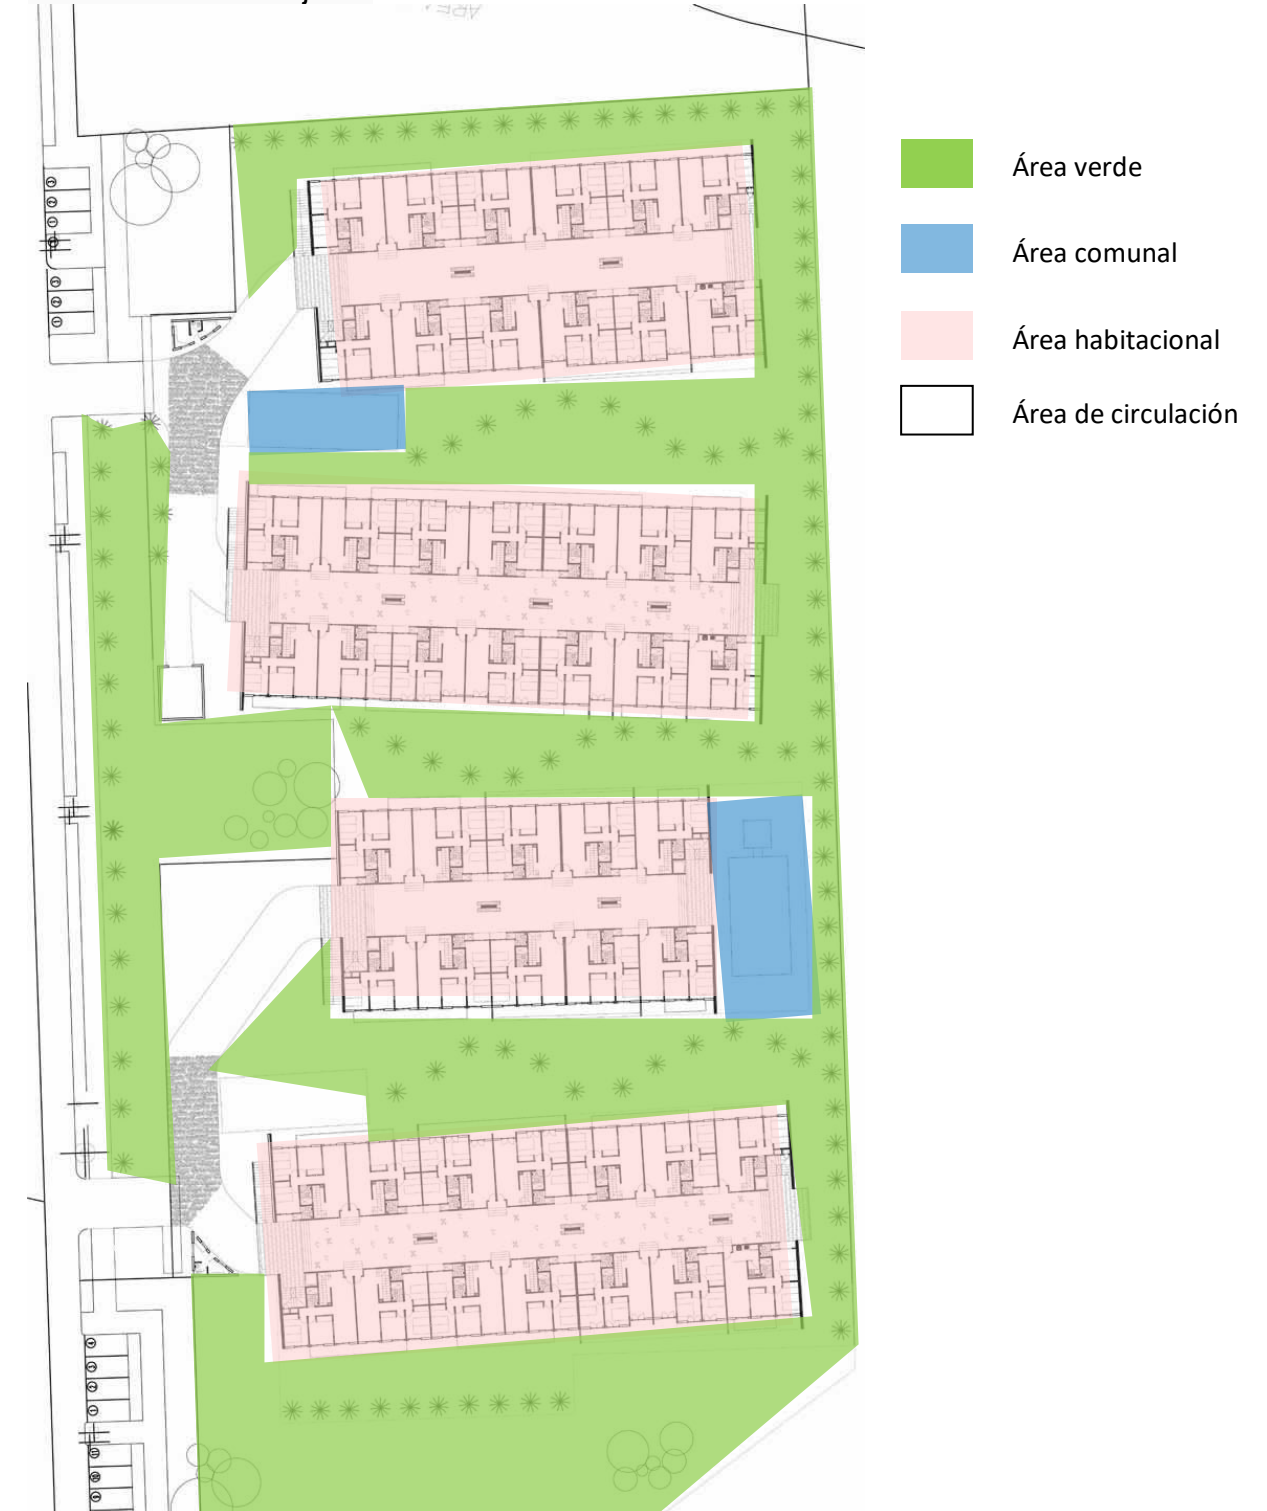 Área verde
Área comunal
Área habitacional
Área de circulación